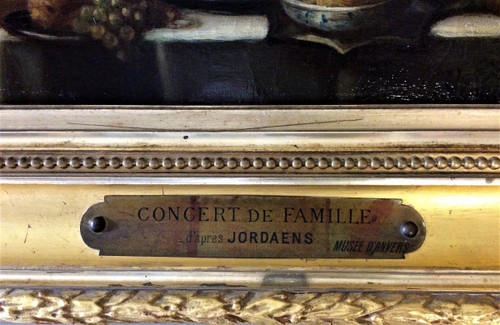 CONCERT DE FAMILLE
d'après JORDAENS
MUSÉE D'ANVERS